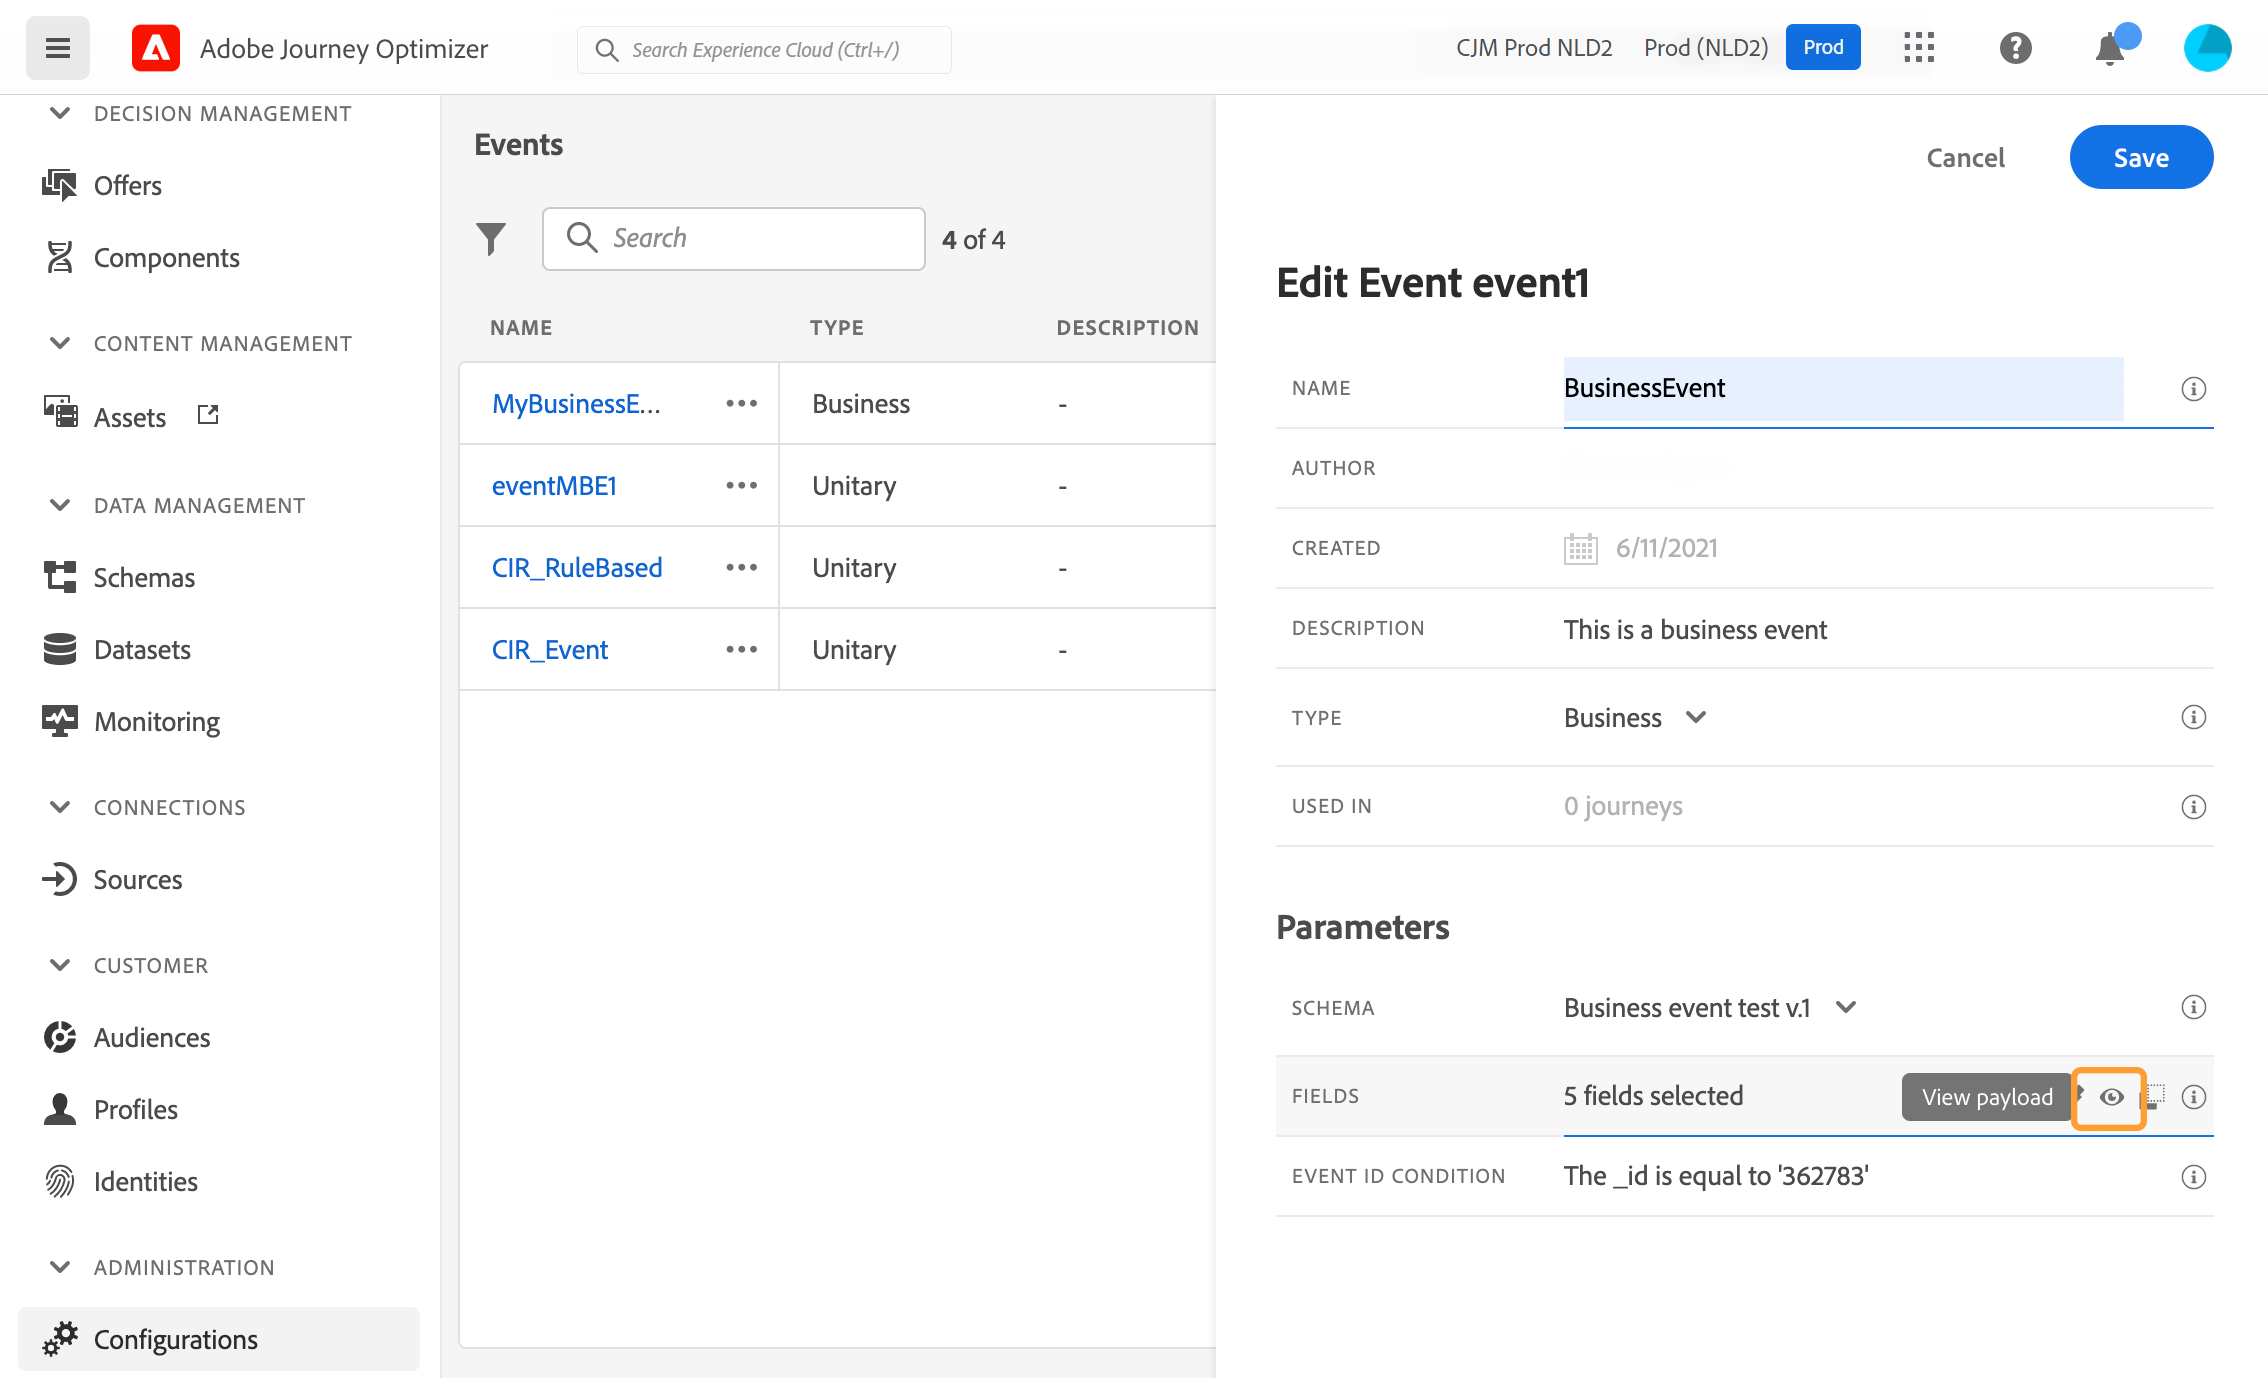 Adobe Journey Optimizer
Search Experience Cloud (Ctrl+/)
CJM Prod NLD2
Prod (NLD2)
Prod
DECISION MANAGEMENT
Offers
Components
CONTENT MANAGEMENT
Assets
DATA MANAGEMENT
Schemas
Datasets
Monitoring
CONNECTIONS
Sources
CUSTOMER
Audiences
Profiles
Identities
ADMINISTRATION
Configurations
Events
Search
4 of 4
NAME TYPE DESCRIPTION
MyBusinessE... ••• Business -
eventMBE1 ••• Unitary -
CIR_RuleBased ••• Unitary -
CIR_Event ••• Unitary -
Cancel
Save
Edit Event event1
NAME BusinessEvent
AUTHOR
CREATED 6/11/2021
DESCRIPTION This is a business event
TYPE Business
USED IN 0 journeys
Parameters
SCHEMA Business event test v.1
FIELDS 5 fields selected View payload
EVENT ID CONDITION The _id is equal to '362783'